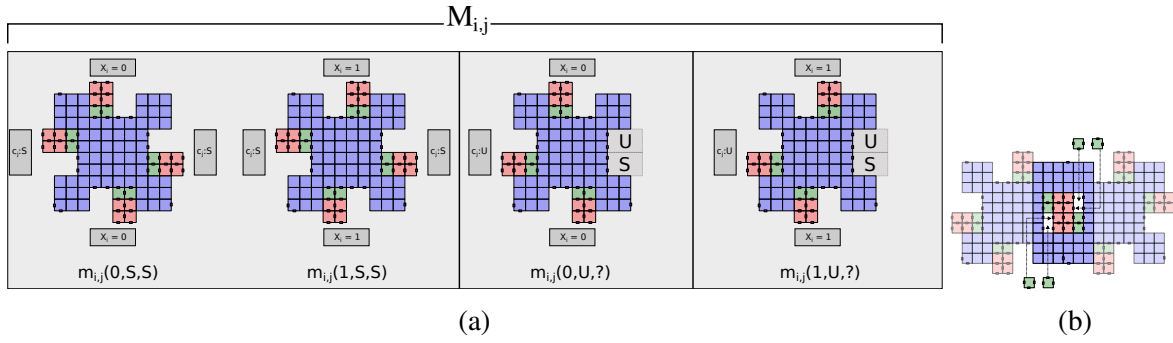 M_{i,j}
X_i = 0
X_i = 1
X_i = 0
X_i = 1
c_j:S
c_j:S
c_j:S
c_j:S
c_j:U
U
S
c_j:U
U
S
X_i = 0
X_i = 1
X_i = 0
X_i = 1
m_{i,j}(0,S,S)
m_{i,j}(1,S,S)
m_{i,j}(0,U,?)
m_{i,j}(1,U,?)
(a)
(b)